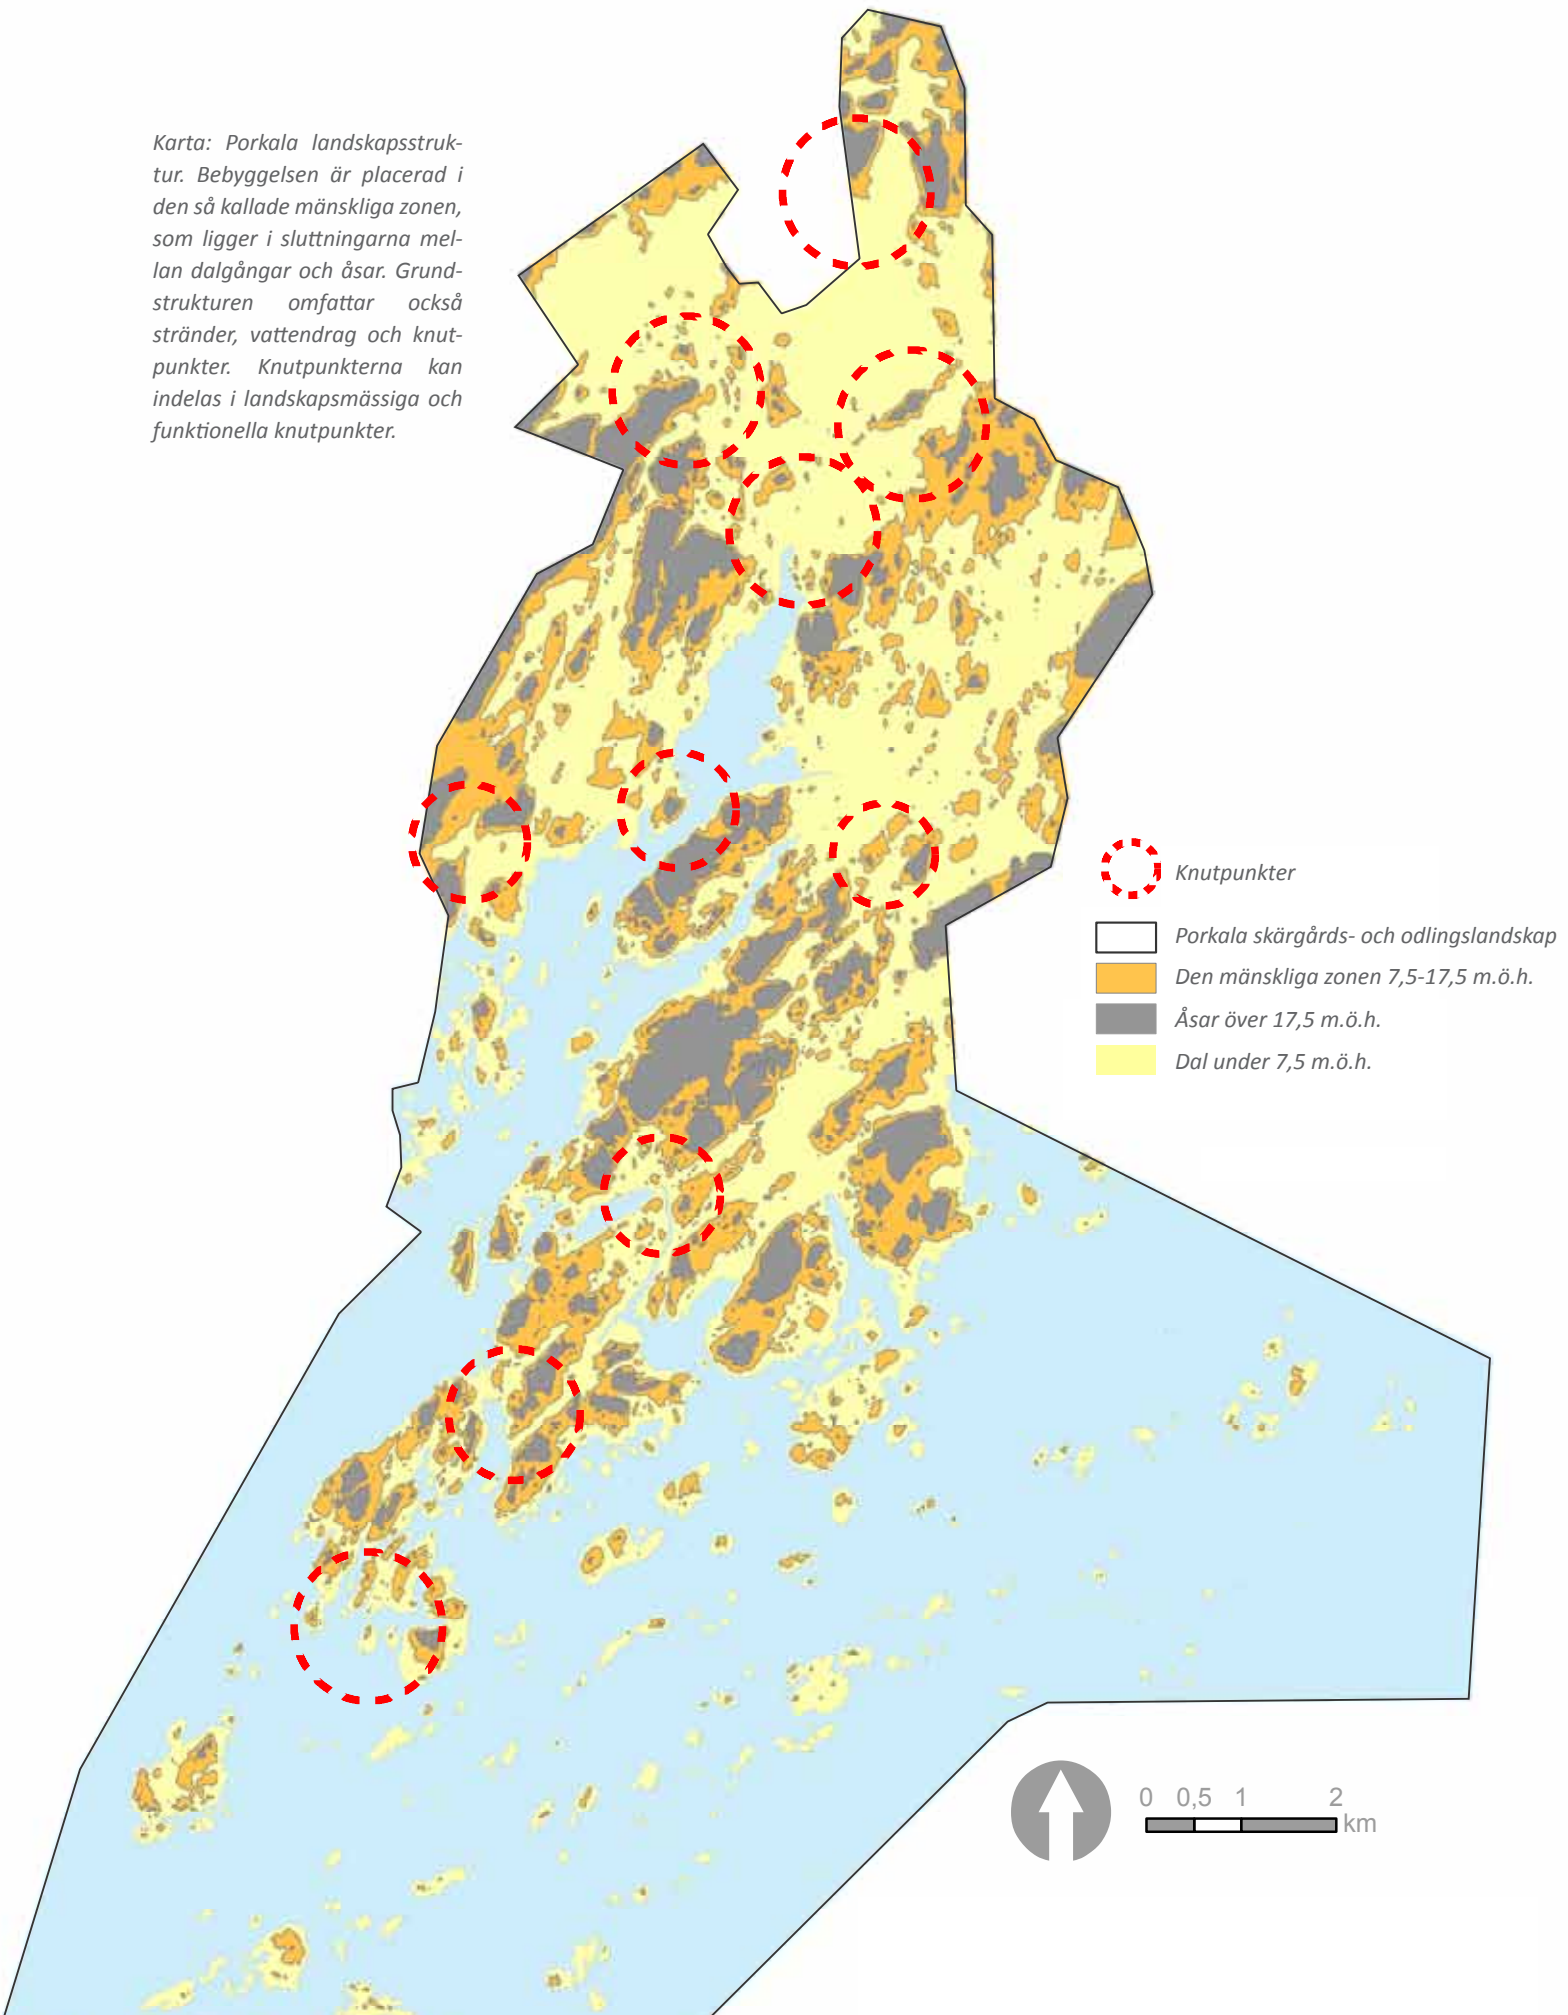 Karta: Porkala landskapsstruk-
tur. Bebyggelsen är placerad i
den så kallade mänskliga zonen,
som ligger i sluttningarna mel-
lan dalgångar och åsar. Grund-
strukturen omfattar också
stränder, vattendrag och knut-
punkter. Knutpunkterna kan
indelas i landskapsmässiga och
funktionella knutpunkter.
Knutpunkter
Porkala skärgårds- och odlingslandskap
Den mänskliga zonen 7,5-17,5 m.ö.h.
Åsar över 17,5 m.ö.h.
Dal under 7,5 m.ö.h.
0 0,5 1 2
km